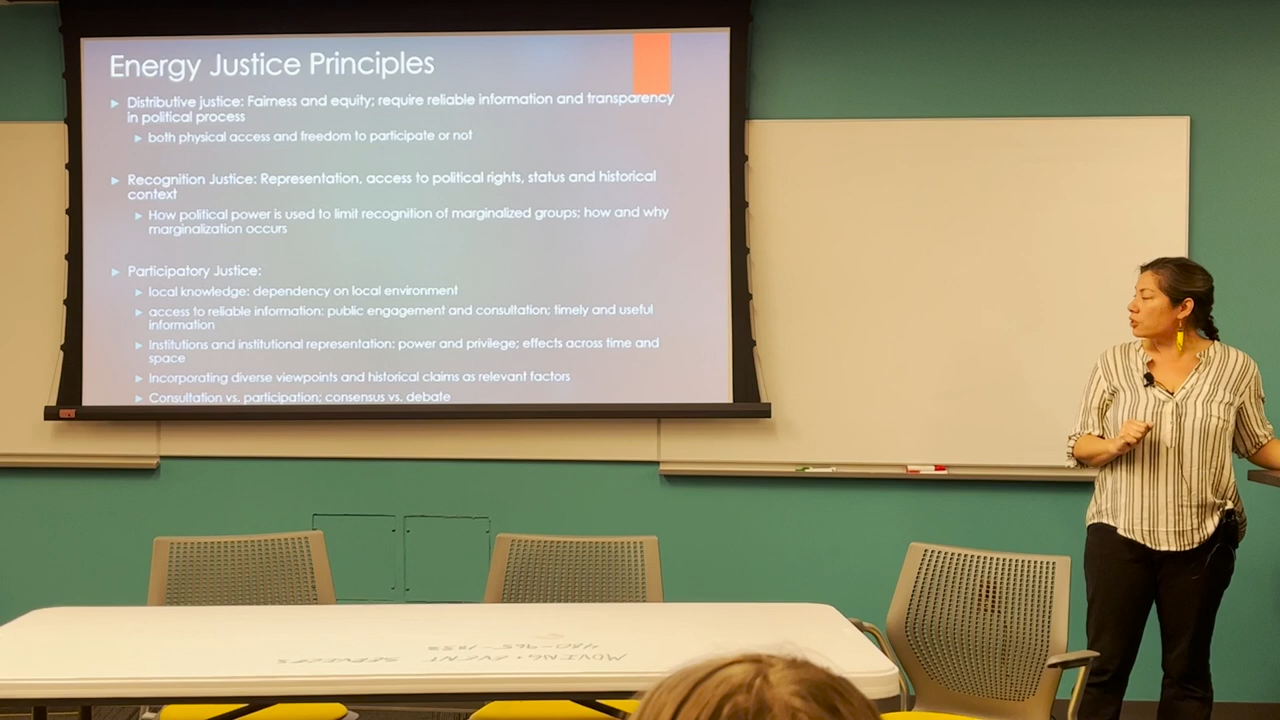 Energy Justice Principles
Distributive justice: Fairness and equity; require reliable information and transparency
in political process
both physical access and freedom to participate or not
Recognition Justice: Representation, access to political rights, status and historical
context
How political power is used to limit recognition of marginalized groups; how and why
marginalization occurs
Participatory Justice:
local knowledge: dependency on local environment
access to reliable information: public engagement and consultation; timely and useful
information
Institutions and institutional representation: power and privilege; effects across time and
space
Incorporating diverse viewpoints and historical claims as relevant factors
Consultation vs. participation; consensus vs. debate
MOVING + EVENT SERVICES